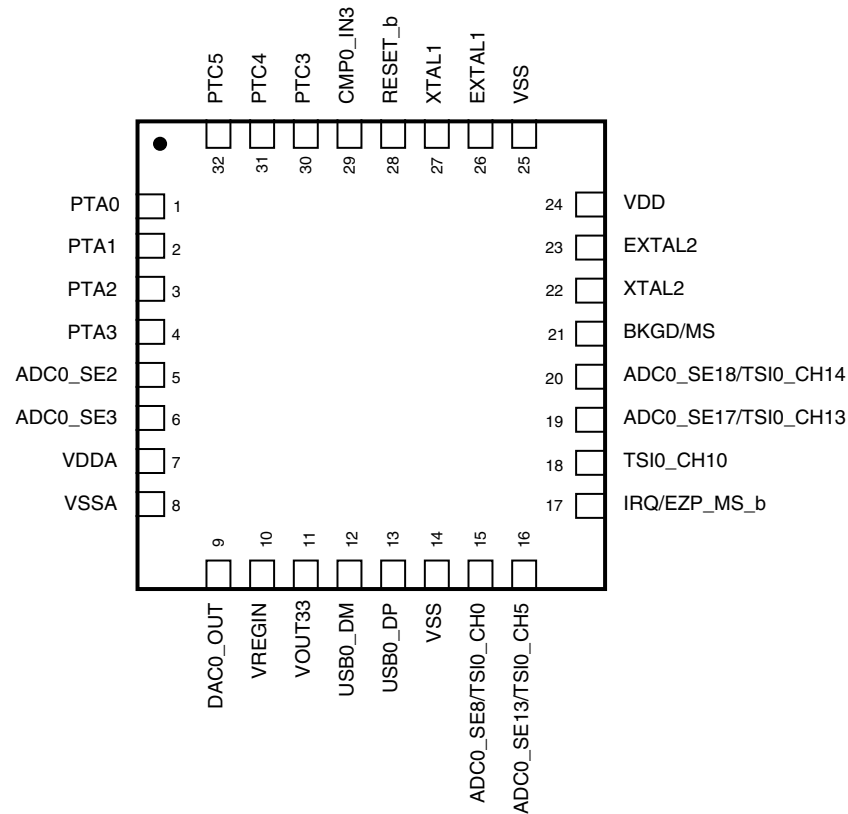 PTC5
PTC4
PTC3
CMP0_IN3
RESET_b
XTAL1
EXTAL1
VSS
32
31
30
29
28
27
26
25
PTA0 1
PTA1 2
PTA2 3
PTA3 4
ADC0_SE2 5
ADC0_SE3 6
VDDA 7
VSSA 8
24 VDD
23 EXTAL2
22 XTAL2
21 BKGD/MS
20 ADC0_SE18/TSI0_CH14
19 ADC0_SE17/TSI0_CH13
18 TSI0_CH10
17 IRQ/EZP_MS_b
9
10
11
12
13
14
15
16
DAC0_OUT
VREGIN
VOUT33
USB0_DM
USB0_DP
VSS
ADC0_SE8/TSI0_CH0
ADC0_SE13/TSI0_CH5